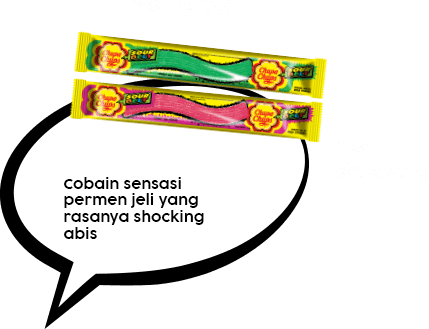 Chupa Chups
SOUR BELT
Chupa Chups
Chupa Chups
SOUR BELT
Chupa Chups
Cobain sensasi
permen jeli yang
rasanya shocking
abis